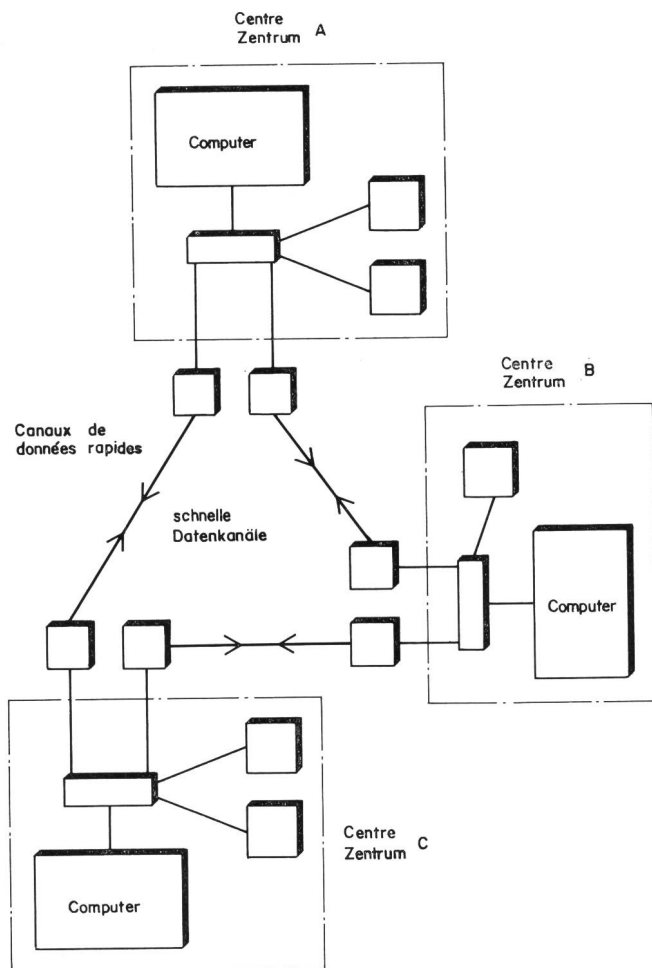 Centre
Zentrum A
Computer
Centre
Zentrum B
Canaux de
données rapides
schnelle
Datenkanäle
Computer
Centre
Zentrum C
Computer